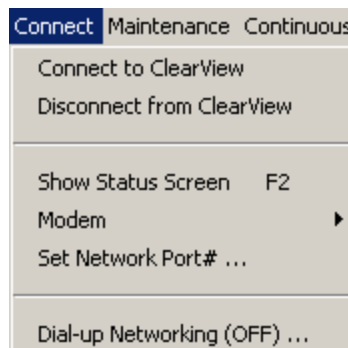 Connect Maintenance Continuous
Connect to ClearView
Disconnect from ClearView
Show Status Screen F2
Modem
Set Network Port# ...
Dial-up Networking (OFF) ...